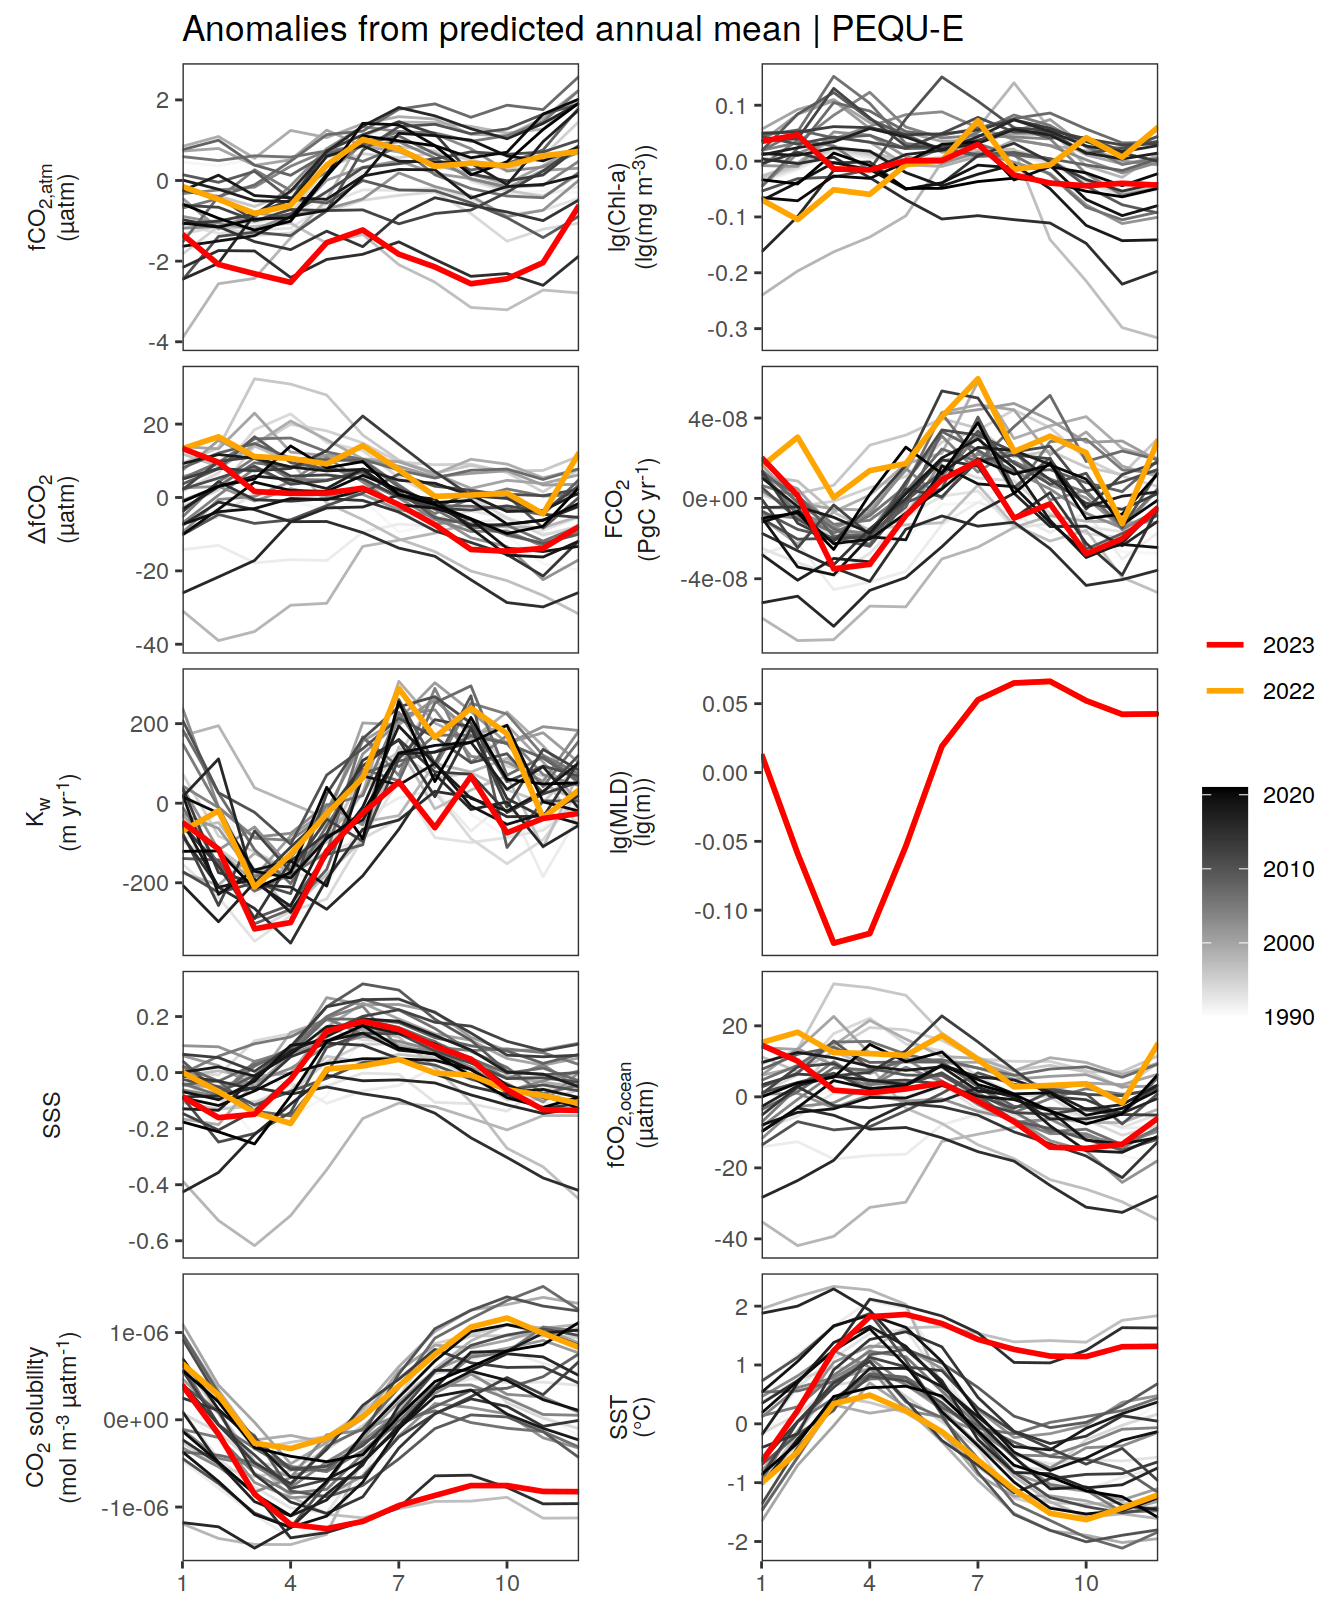 Anomalies from predicted annual mean | PEQU-E
fCO2,atm
(µatm)
2
0
-2
-4
lg(Chl-a)
(lg(mg m-3))
0.1
0.0
-0.1
-0.2
-0.3
ΔfCO2
(µatm)
20
0
-20
-40
FCO2
(PgC yr-1)
4e-08
0e+00
-4e-08
Kw
(m yr-1)
200
0
-200
lg(MLD)
(lg(m))
0.05
0.00
-0.05
-0.10
SSS
0.2
0.0
-0.2
-0.4
-0.6
fCO2,ocean
(µatm)
20
0
-20
-40
CO2 solubility
(mol m-3 µatm-1)
1e-06
0e+00
-1e-06
SST
(°C)
2
1
0
-1
-2
1 4 7 10
1 4 7 10
2023
2022
2020
2010
2000
1990